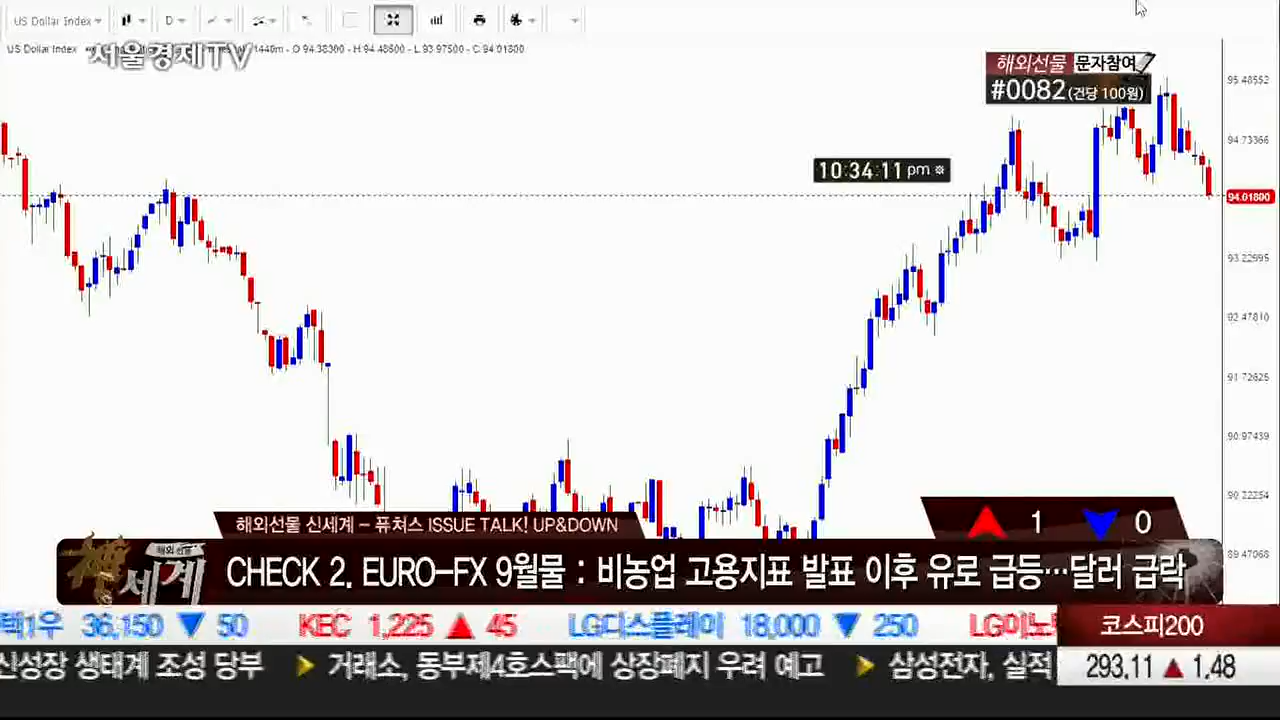 US Dollar Index
D
US Dollar Index
1440m - O 94.38300 - H 94.48600 - L 93.97500 - C 94.01800
서울경제TV
해외선물 문자참여
#0082(건당 100원)
95.48552
94.73366
10:34:11 pm
94.01800
93.22695
92.47810
91.72625
90.97439
90.22254
89.47068
해외선물 신세계 - 퓨쳐스 ISSUE TALK! UP&DOWN
▲ 1 ▼ 0
해외 선물
세계
CHECK 2. EURO-FX 9월물 : 비농업 고용지표 발표 이후 유로 급등…달러 급락
텍1우 36,150 ▼ 50 KEC 1,225 ▲ 45 LG디스플레이 18,000 ▼ 250 LG이노
코스피200
신성장 생태계 조성 당부 ▶ 거래소, 동부제4호스팩에 상장폐지 우려 예고 ▶ 삼성전자, 실적
293.11 ▲ 1.48